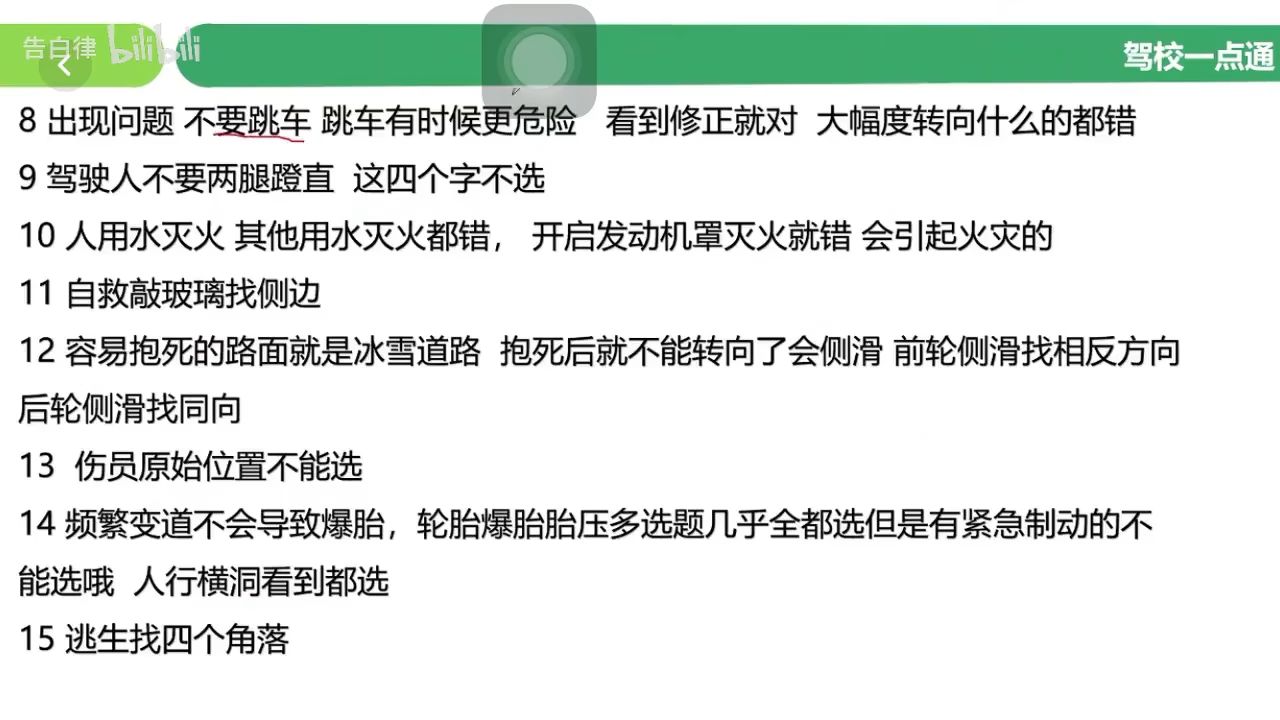 告白律 bilibili
驾校一点通
8 出现问题 不要跳车 跳车有时候更危险 看到修正就对 大幅度转向什么的都错
9 驾驶人不要两腿蹬直 这四个字不选
10 人用水灭火 其他用水灭火都错， 开启发动机罩灭火就错 会引起火灾的
11 自救敲玻璃找侧边
12 容易抱死的路面就是冰雪道路 抱死后就不能转向了会侧滑 前轮侧滑找相反方向
后轮侧滑找同向
13 伤员原始位置不能选
14 频繁变道不会导致爆胎，轮胎爆胎胎压多选题几乎全都选但是有紧急制动的不
能选哦 人行横洞看到都选
15 逃生找四个角落